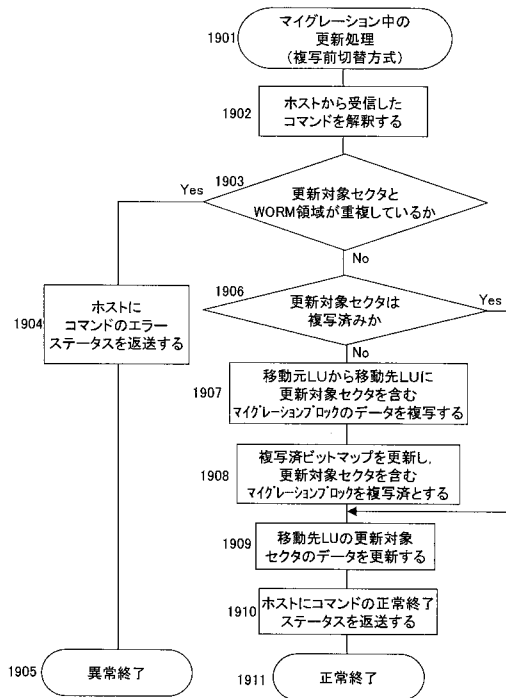 1901
マイグレーション中の
更新処理
(複写前切替方式)
1902
ホストから受信した
コマンドを解釈する
1903
Yes
更新対象セクタと
WORM領域が重複しているか
No
1904
ホストに
コマンドのエラー
ステータスを返送する
1906
更新対象セクタは
複写済みか
Yes
No
1907
移動元LUから移動先LUに
更新対象セクタを含む
マイグレーションブロックのデータを複写する
1908
複写済ビットマップを更新し,
更新対象セクタを含む
マイグレーションブロックを複写済とする
1909
移動先LUの更新対象
セクタのデータを更新する
1910
ホストにコマンドの正常終了
ステータスを返送する
1905
異常終了
1911
正常終了